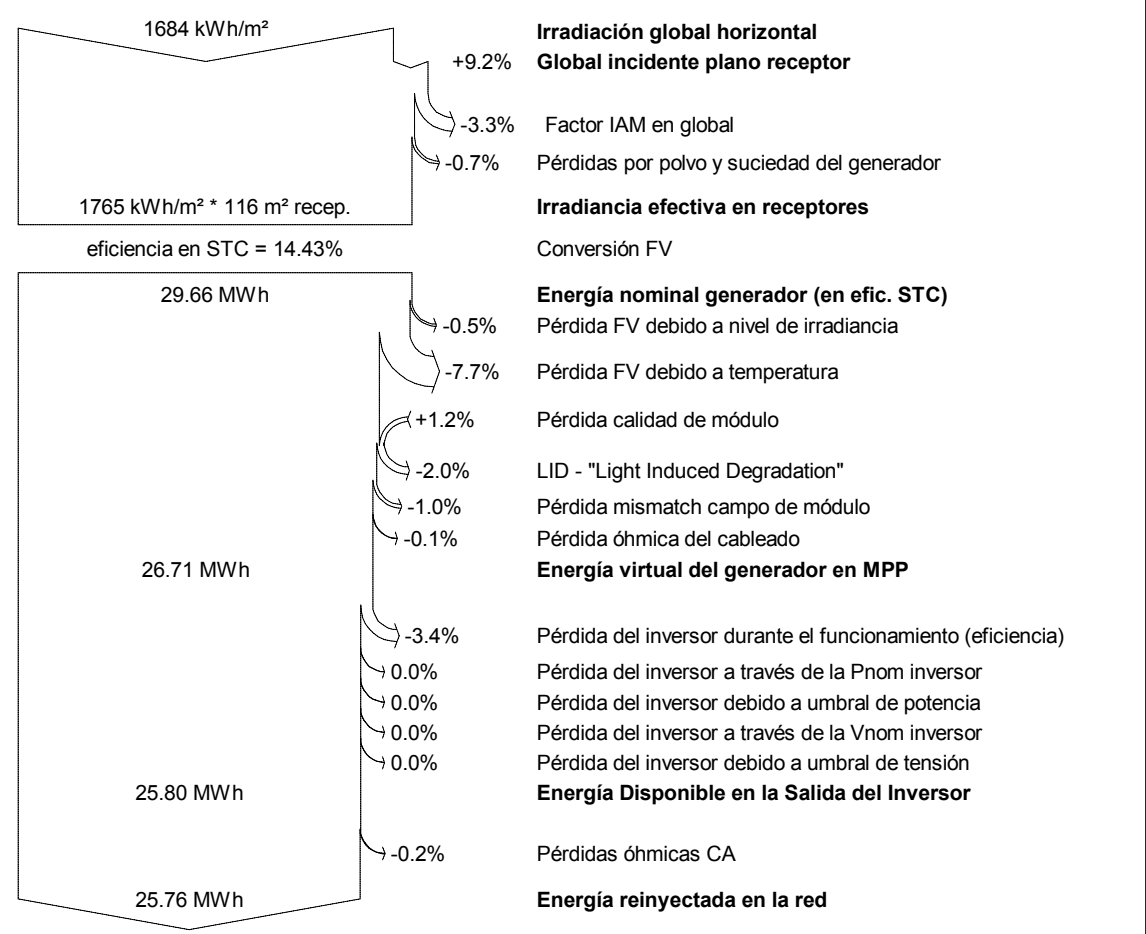 1684 kWh/m² Irradiación global horizontal
+9.2% Global incidente plano receptor
-3.3% Factor IAM en global
-0.7% Pérdidas por polvo y suciedad del generador
1765 kWh/m² * 116 m² recep. Irradiancia efectiva en receptores
eficiencia en STC = 14.43% Conversión FV
29.66 MWh Energía nominal generador (en efic. STC)
-0.5% Pérdida FV debido a nivel de irradiancia
-7.7% Pérdida FV debido a temperatura
+1.2% Pérdida calidad de módulo
-2.0% LID - "Light Induced Degradation"
-1.0% Pérdida mismatch campo de módulo
-0.1% Pérdida óhmica del cableado
26.71 MWh Energía virtual del generador en MPP
-3.4% Pérdida del inversor durante el funcionamiento (eficiencia)
0.0% Pérdida del inversor a través de la Pnom inversor
0.0% Pérdida del inversor debido a umbral de potencia
0.0% Pérdida del inversor a través de la Vnom inversor
0.0% Pérdida del inversor debido a umbral de tensión
25.80 MWh Energía Disponible en la Salida del Inversor
-0.2% Pérdidas óhmicas CA
25.76 MWh Energía reinyectada en la red